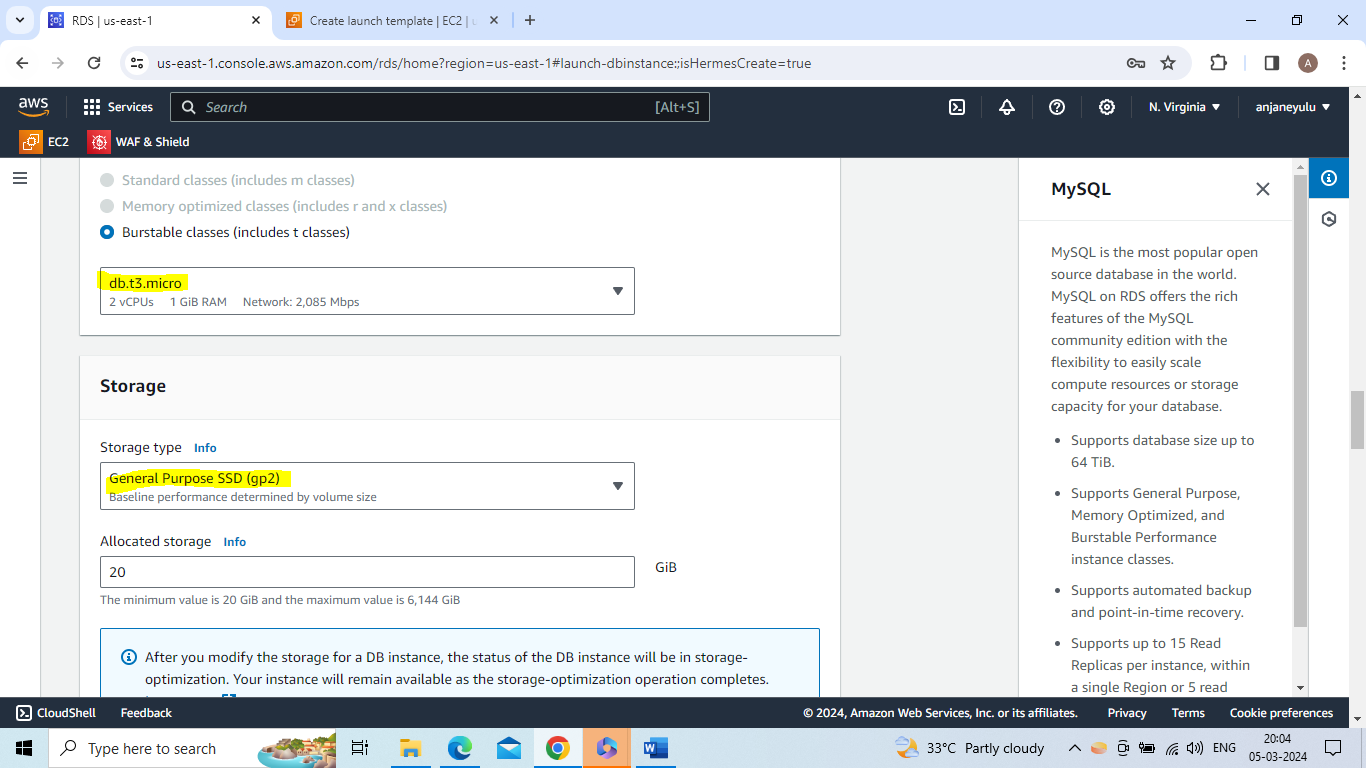 RDS | us-east-1
Create launch template | EC2 | u
us-east-1.console.aws.amazon.com/rds/home?region=us-east-1#launch-dbinstance:;isHermesCreate=true
A
aws
Services
Search
[Alt+S]
N. Virginia
anjaneyulu
EC2
WAF & Shield
Standard classes (includes m classes)
Memory optimized classes (includes r and x classes)
Burstable classes (includes t classes)
db.t3.micro
2 vCPUs 1 GiB RAM Network: 2,085 Mbps
Storage
Storage type Info
General Purpose SSD (gp2)
Baseline performance determined by volume size
Allocated storage Info
20
GiB
The minimum value is 20 GiB and the maximum value is 6,144 GiB
After you modify the storage for a DB instance, the status of the DB instance will be in storage-
optimization. Your instance will remain available as the storage-optimization operation completes.
MySQL
MySQL is the most popular open
source database in the world.
MySQL on RDS offers the rich
features of the MySQL
community edition with the
flexibility to easily scale
compute resources or storage
capacity for your database.
• Supports database size up to
64 TiB.
• Supports General Purpose,
Memory Optimized, and
Burstable Performance
instance classes.
• Supports automated backup
and point-in-time recovery.
• Supports up to 15 Read
Replicas per instance, within
a single Region or 5 read
CloudShell
Feedback
© 2024, Amazon Web Services, Inc. or its affiliates.
Privacy
Terms
Cookie preferences
Type here to search
W
33°C Partly cloudy
ENG
20:04
05-03-2024